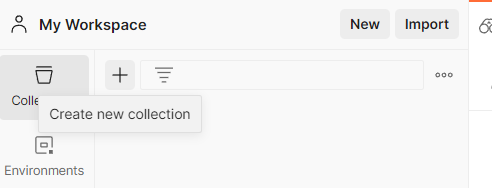 My Workspace
New
Import
Colle
Create new collection
Environments